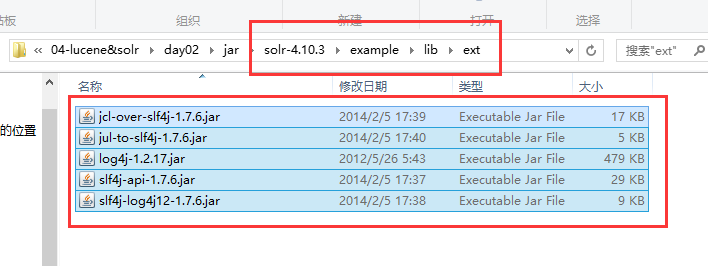 贴板 组织 新建 打开 选择
« 04-lucene&solr › day02 › jar › solr-4.10.3 › example › lib › ext 搜索"ext"
名称 修改日期 类型 大小
jcl-over-slf4j-1.7.6.jar 2014/2/5 17:39 Executable Jar File 17 KB
的位置 jul-to-slf4j-1.7.6.jar 2014/2/5 17:40 Executable Jar File 5 KB
log4j-1.2.17.jar 2012/5/26 5:43 Executable Jar File 479 KB
slf4j-api-1.7.6.jar 2014/2/5 17:37 Executable Jar File 29 KB
slf4j-log4j12-1.7.6.jar 2014/2/5 17:38 Executable Jar File 9 KB